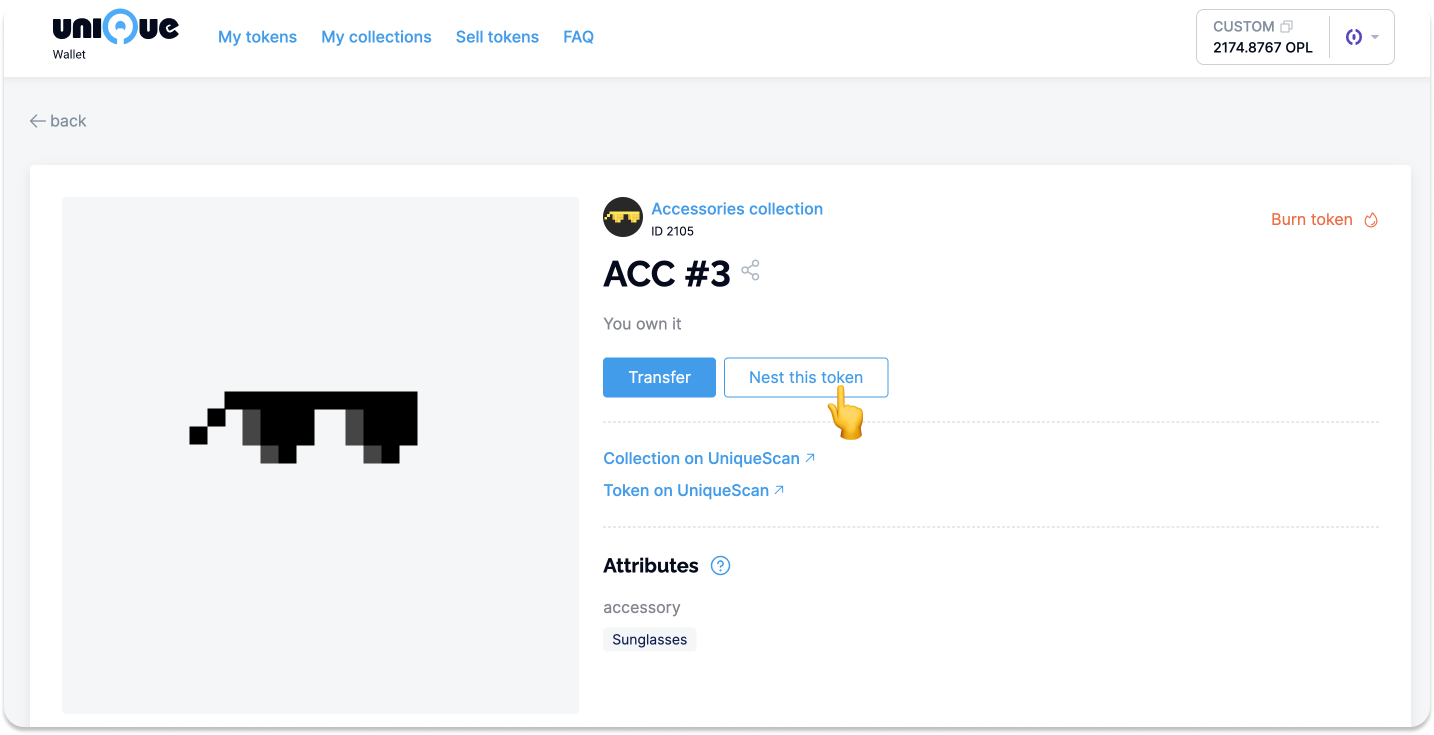 unique
Wallet
My tokens
My collections
Sell tokens
FAQ
CUSTOM
2174.8767 OPL
back
Accessories collection
ID 2105
Burn token
ACC #3
You own it
Transfer
Nest this token
Collection on UniqueScan
Token on UniqueScan
Attributes ?
accessory
Sunglasses